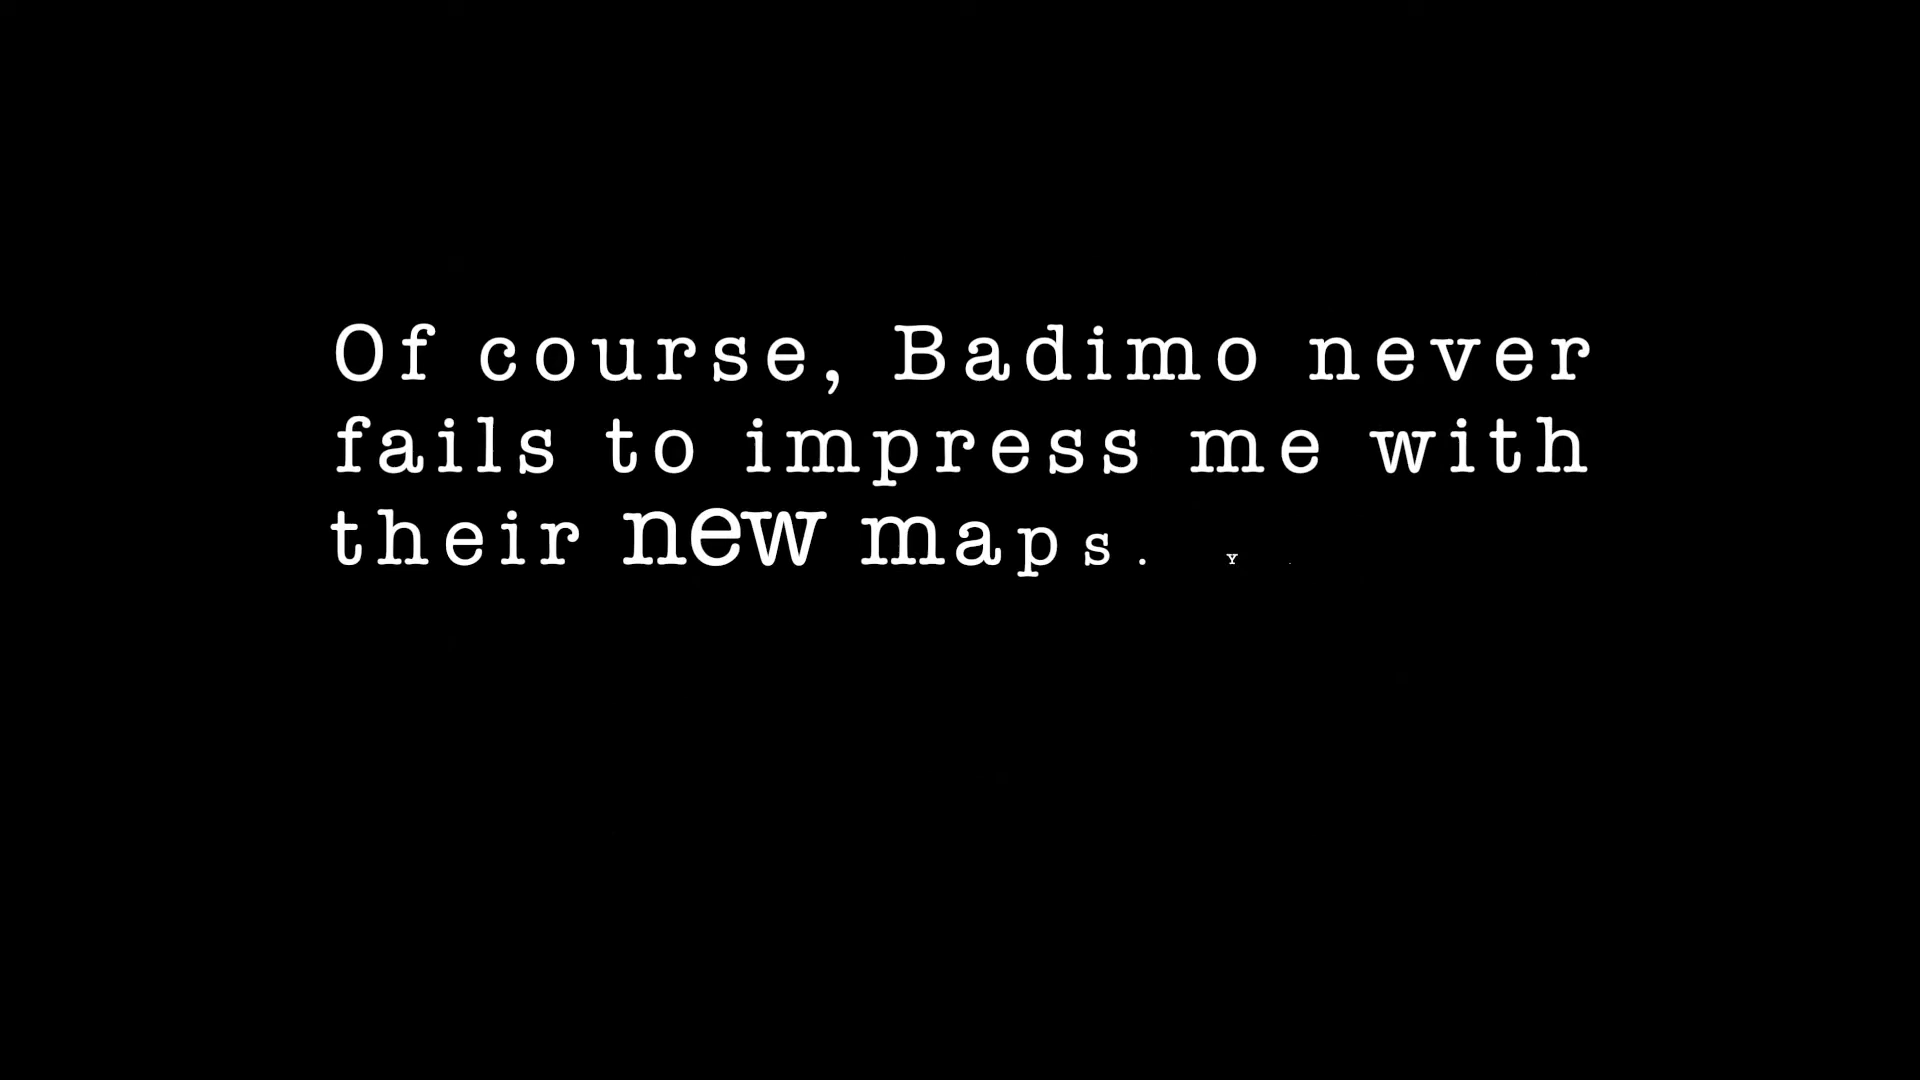 Of course, Badimo never
fails to impress me with
their new maps. Y